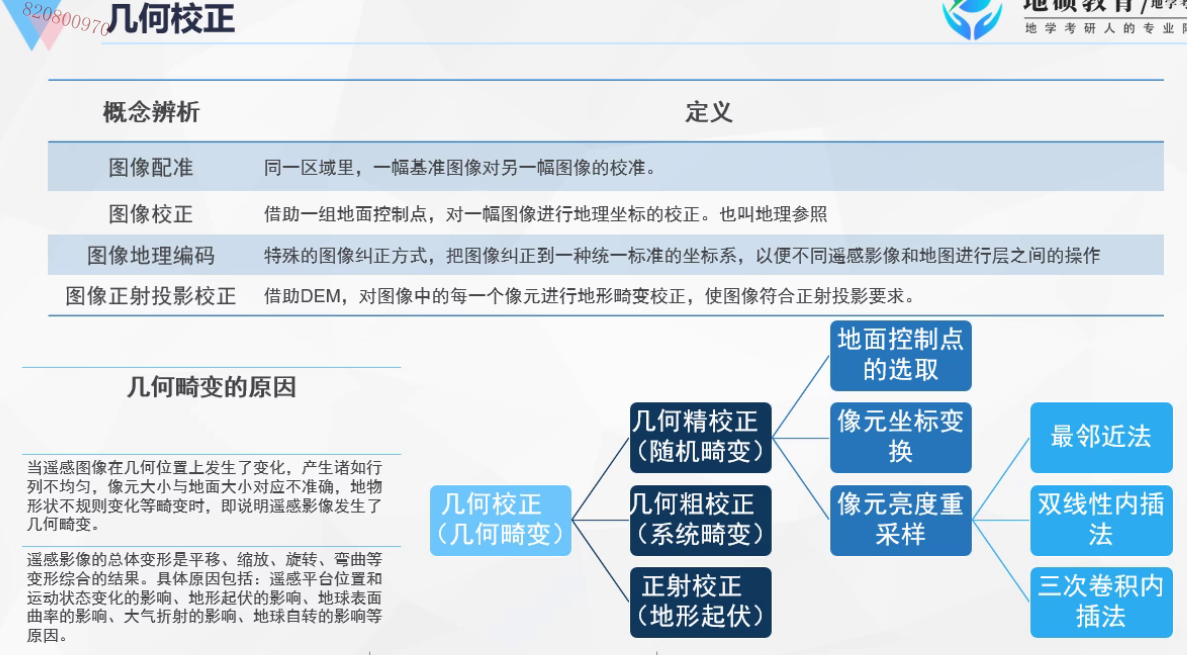 820800970
几何校正
地硕教育/地学考
地学考研人的专业
概念辨析 定义
图像配准 同一区域里，一幅基准图像对另一幅图像的校准。
图像校正 借助一组地面控制点，对一幅图像进行地理坐标的校正。也叫地理参照
图像地理编码 特殊的图像纠正方式，把图像纠正到一种统一标准的坐标系，以便不同遥感影像和地图进行层之间的操作
图像正射投影校正 借助DEM，对图像中的每一个像元进行地形畸变校正，使图像符合正射投影要求。
几何畸变的原因
当遥感图像在几何位置上发生了变化，产生诸如行
列不均匀，像元大小与地面大小对应不准确，地物
形状不规则变化等畸变时，即说明遥感影像发生了
几何畸变。
遥感影像的总体变形是平移、缩放、旋转、弯曲等
变形综合的结果。具体原因包括：遥感平台位置和
运动状态变化的影响、地形起伏的影响、地球表面
曲率的影响、大气折射的影响、地球自转的影响等
原因。
几何校正
（几何畸变）
几何精校正
（随机畸变）
几何粗校正
（系统畸变）
正射校正
（地形起伏）
地面控制点
的选取
像元坐标变
换
像元亮度重
采样
最邻近法
双线性内插
法
三次卷积内
插法